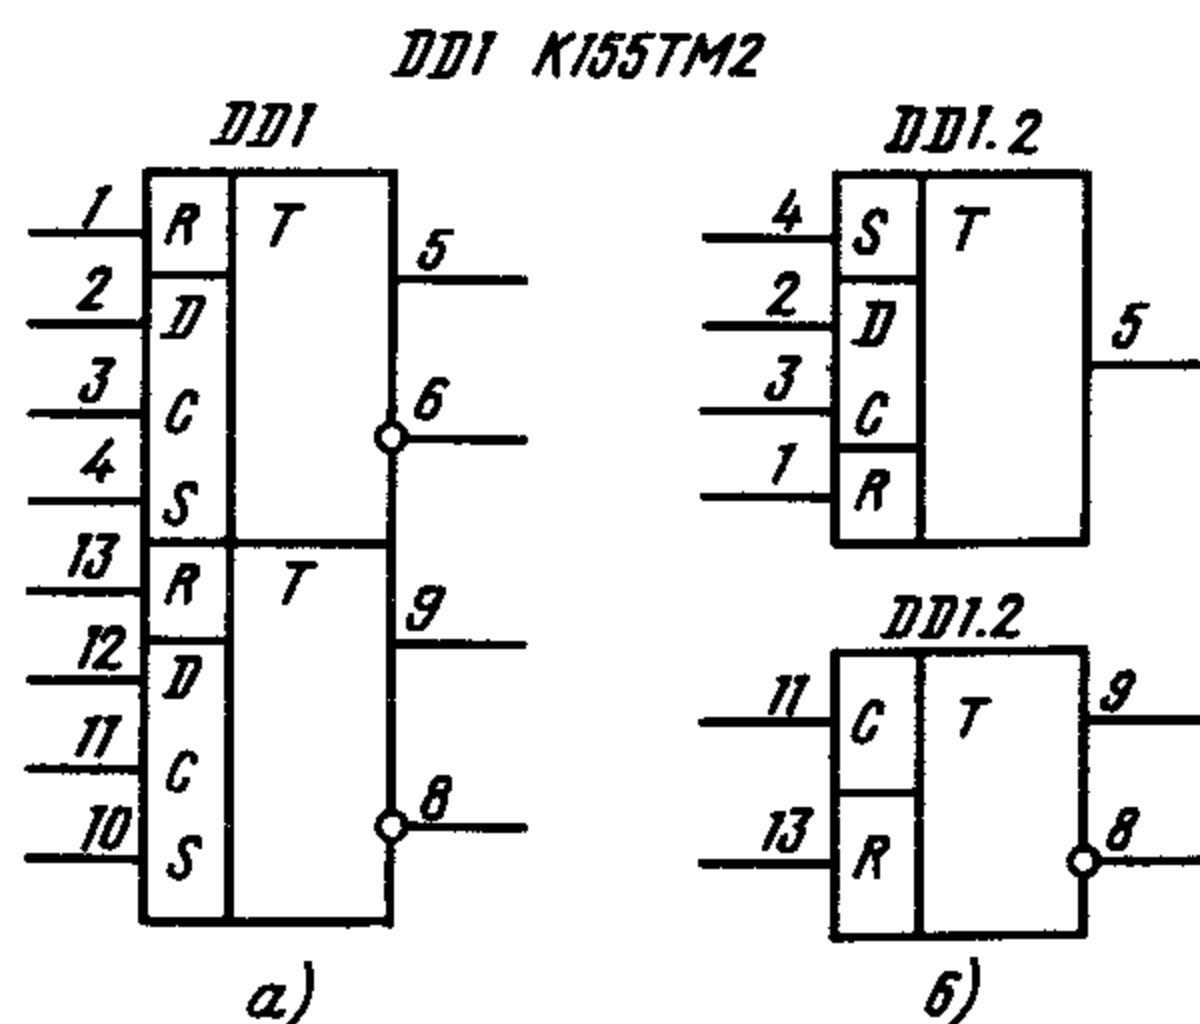 DD1 К155ТМ2
DD1
1 R T
5
2 D
3 C
6
4 S
13 R T
9
12 D
11 C
10 S
8
а)
DD1.2
4 S T
2 D
5
3 C
1 R
DD1.2
11 C T 9
13 R 8
б)